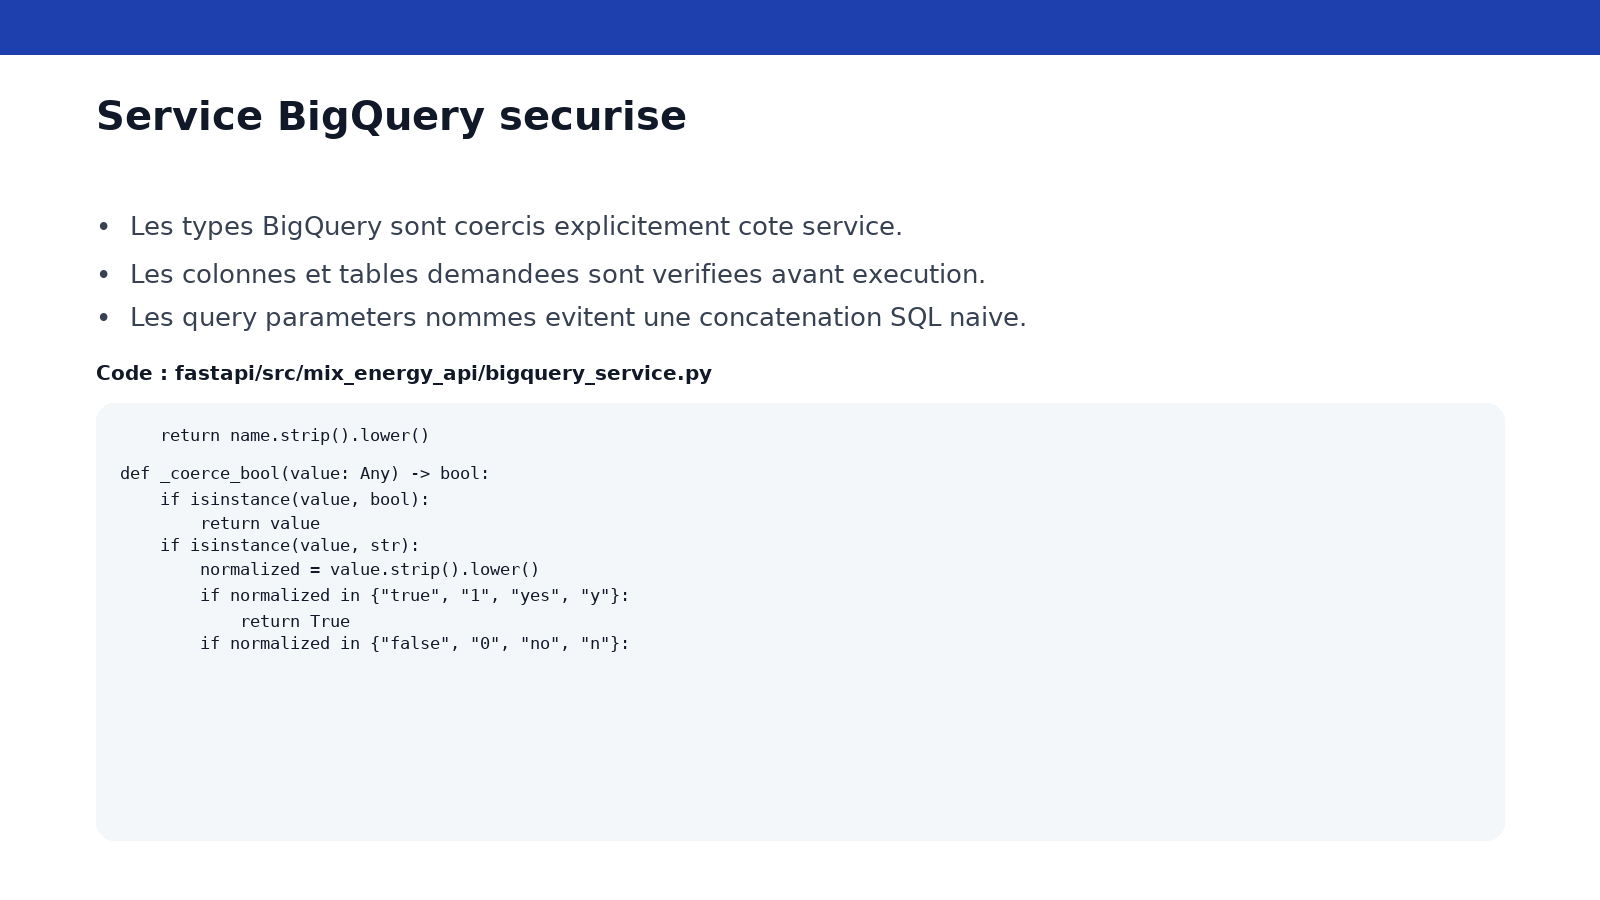 Service BigQuery securise
• Les types BigQuery sont coercis explicitement cote service.
• Les colonnes et tables demandees sont verifiees avant execution.
• Les query parameters nommes evitent une concatenation SQL naive.
Code : fastapi/src/mix_energy_api/bigquery_service.py
    return name.strip().lower()
def _coerce_bool(value: Any) -> bool:
    if isinstance(value, bool):
        return value
    if isinstance(value, str):
        normalized = value.strip().lower()
        if normalized in {"true", "1", "yes", "y"}:
            return True
        if normalized in {"false", "0", "no", "n"}: